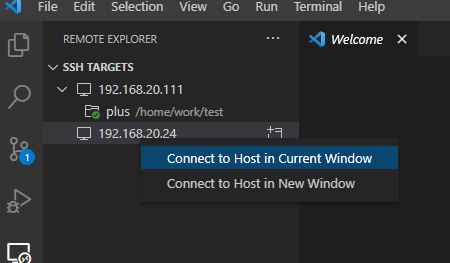 File Edit Selection View Go Run Terminal Help
REMOTE EXPLORER ... Welcome ×
SSH TARGETS
192.168.20.111
plus /home/work/test
192.168.20.24
Connect to Host in Current Window
1
Connect to Host in New Window